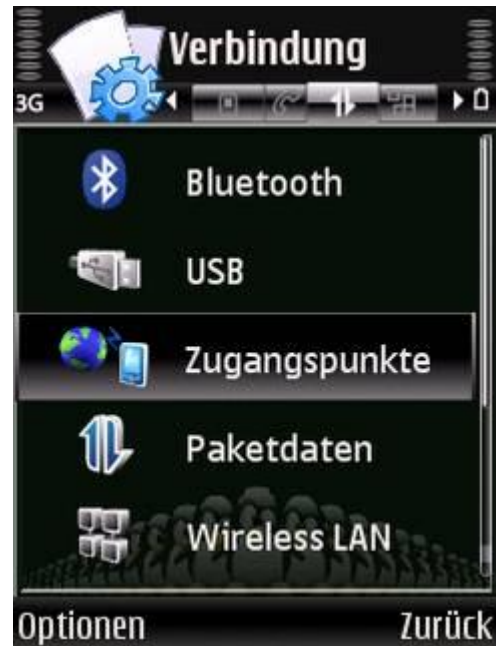 Verbindung
3G
Bluetooth
USB
Zugangspunkte
Paketdaten
Wireless LAN
Optionen Zurück